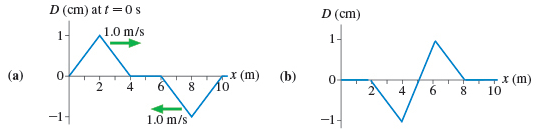 D (cm) at t = 0 s
1
1.0 m/s
(a)
0
2 4 6 8 10
x (m)
−1
1.0 m/s
D (cm)
1
(b)
0
2 4 6 8 10
x (m)
−1